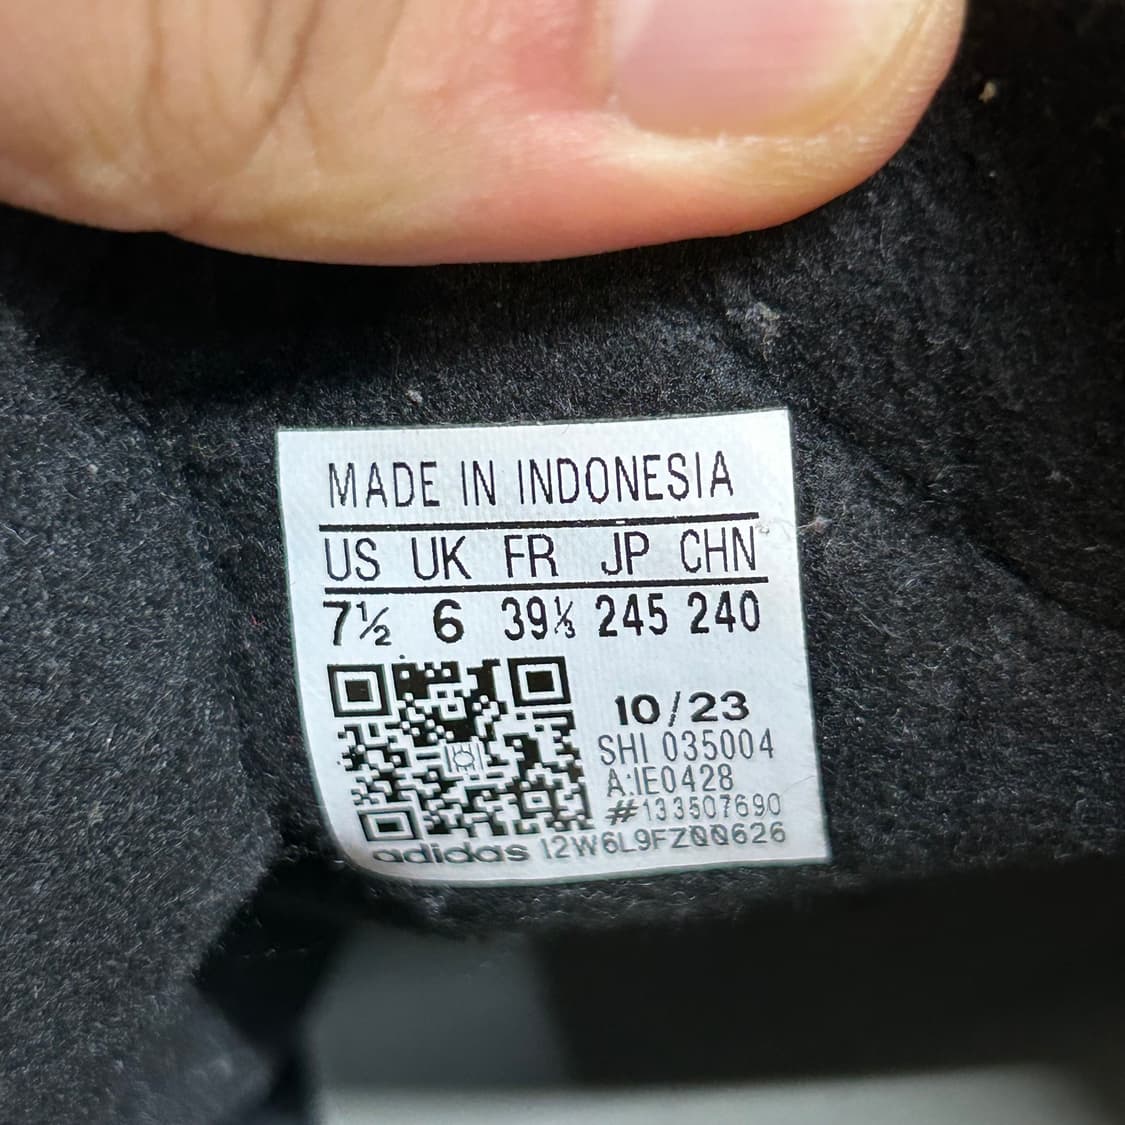 MADE IN INDONESIA
US UK FR JP CHN
7½ 6 39⅓ 245 240
10/23
SHI 035004
A:IE0428
#133507690
adidas 12W6L9FZ00626